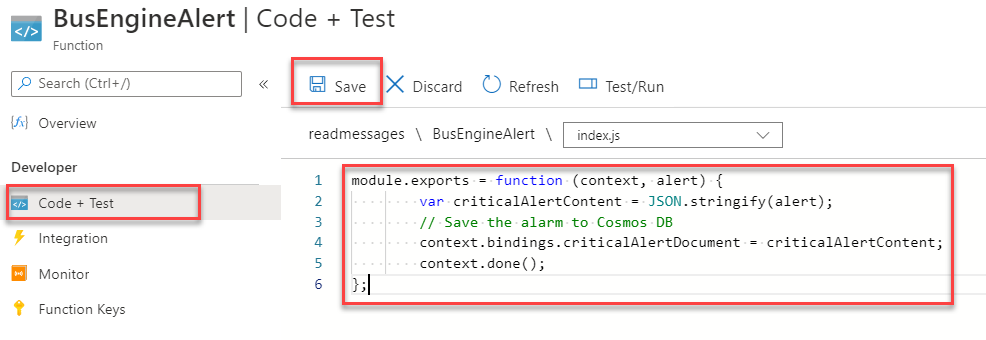 BusEngineAlert | Code + Test
Function
Search (Ctrl+/)
«
Overview
Developer
Code + Test
Integration
Monitor
Function Keys
Save
Discard
Refresh
Test/Run
readmessages \ BusEngineAlert \ index.js
1 module.exports = function (context, alert) {
2 var criticalAlertContent = JSON.stringify(alert);
3 // Save the alarm to Cosmos DB
4 context.bindings.criticalAlertDocument = criticalAlertContent;
5 context.done();
6 };